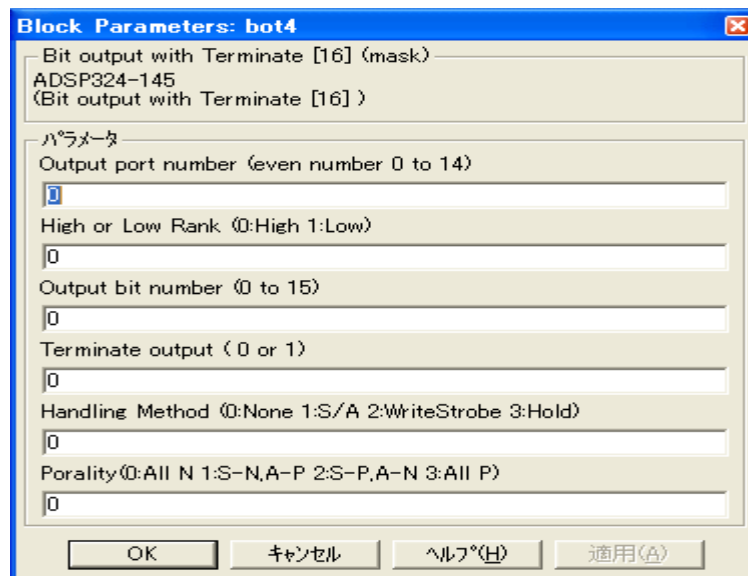 Block Parameters: bot4
Bit output with Terminate [16] (mask)
ADSP324-145
(Bit output with Terminate [16] )
パラメータ
Output port number (even number 0 to 14)
0
High or Low Rank (0:High 1:Low)
0
Output bit number (0 to 15)
0
Terminate output ( 0 or 1)
0
Handling Method (0:None 1:S/A 2:WriteStrobe 3:Hold)
0
Porality(0:All N 1:S-N,A-P 2:S-P,A-N 3:All P)
0
OK キャンセル ヘルプ(H) 適用(A)